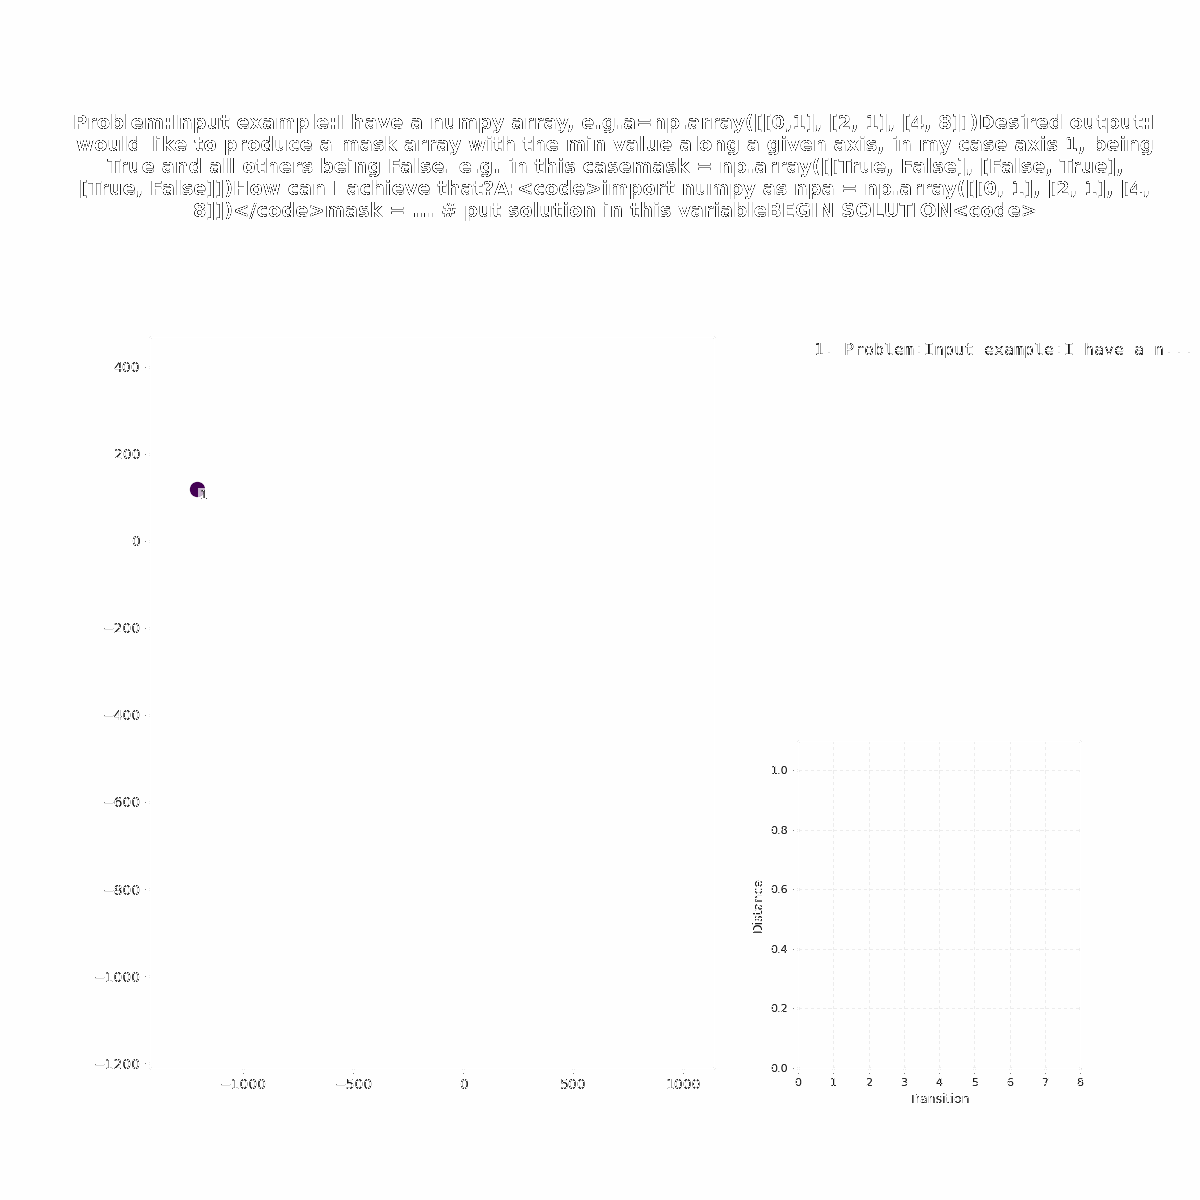 Problem:Input example:I have a numpy array, e.g.a=np.array([[0,1], [2, 1], [4, 8]])Desired output:I
would like to produce a mask array with the min value along a given axis, in my case axis 1, being
True and all others being False. e.g. in this casemask = np.array([[True, False], [False, True],
[True, False]])How can I achieve that?A:<code>import numpy as npa = np.array([[0, 1], [2, 1], [4,
8]])</code>mask = ... # put solution in this variableBEGIN SOLUTION<code>
1. Problem:Input example:I have a n...
400
200
1
0
−200
−400
−600
−800
−1000
−1200
−1000 −500 0 500 1000
1.0
0.8
0.6
0.4
0.2
0.0
Distance
0 1 2 3 4 5 6 7 8
Transition